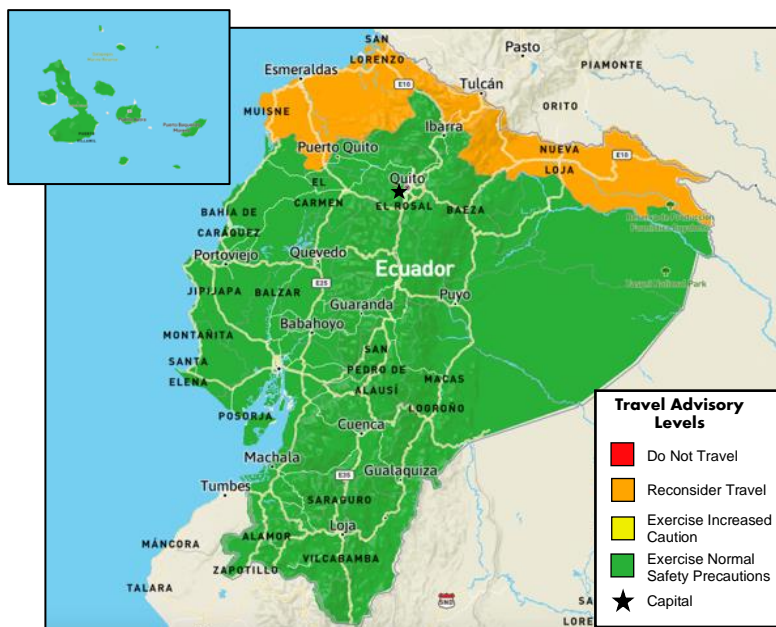 SAN
LORENZO
Pasto
PIAMONTE
Esmeraldas
E10
Tulcán
ORITO
MUISNE
Ibarra
Puerto Quito
NUEVA
E10
LOJA
Quito
EL
CARMEN
EL ROSAL
BAEZA
BAHÍA DE
CARÁQUEZ
Portoviejo
Quevedo
Ecuador
E25
JIPIJAPA
BALZAR
Guaranda
Puyo
MONTAÑITA
Babahoyo
SAN
PEDRO DE
ALAUSÍ
SANTA
ELENA
MACAS
LOGROÑO
POSORJA
Cuenca
Machala
E35
Gualaquiza
Tumbes
SARAGURO
Loja
ALAMOR
MÁNCORA
ZAPOTILLO
VILCABAMBA
TALARA
Travel Advisory
Levels
Do Not Travel
Reconsider Travel
Exercise Increased
Caution
Exercise Normal
Safety Precautions
Capital